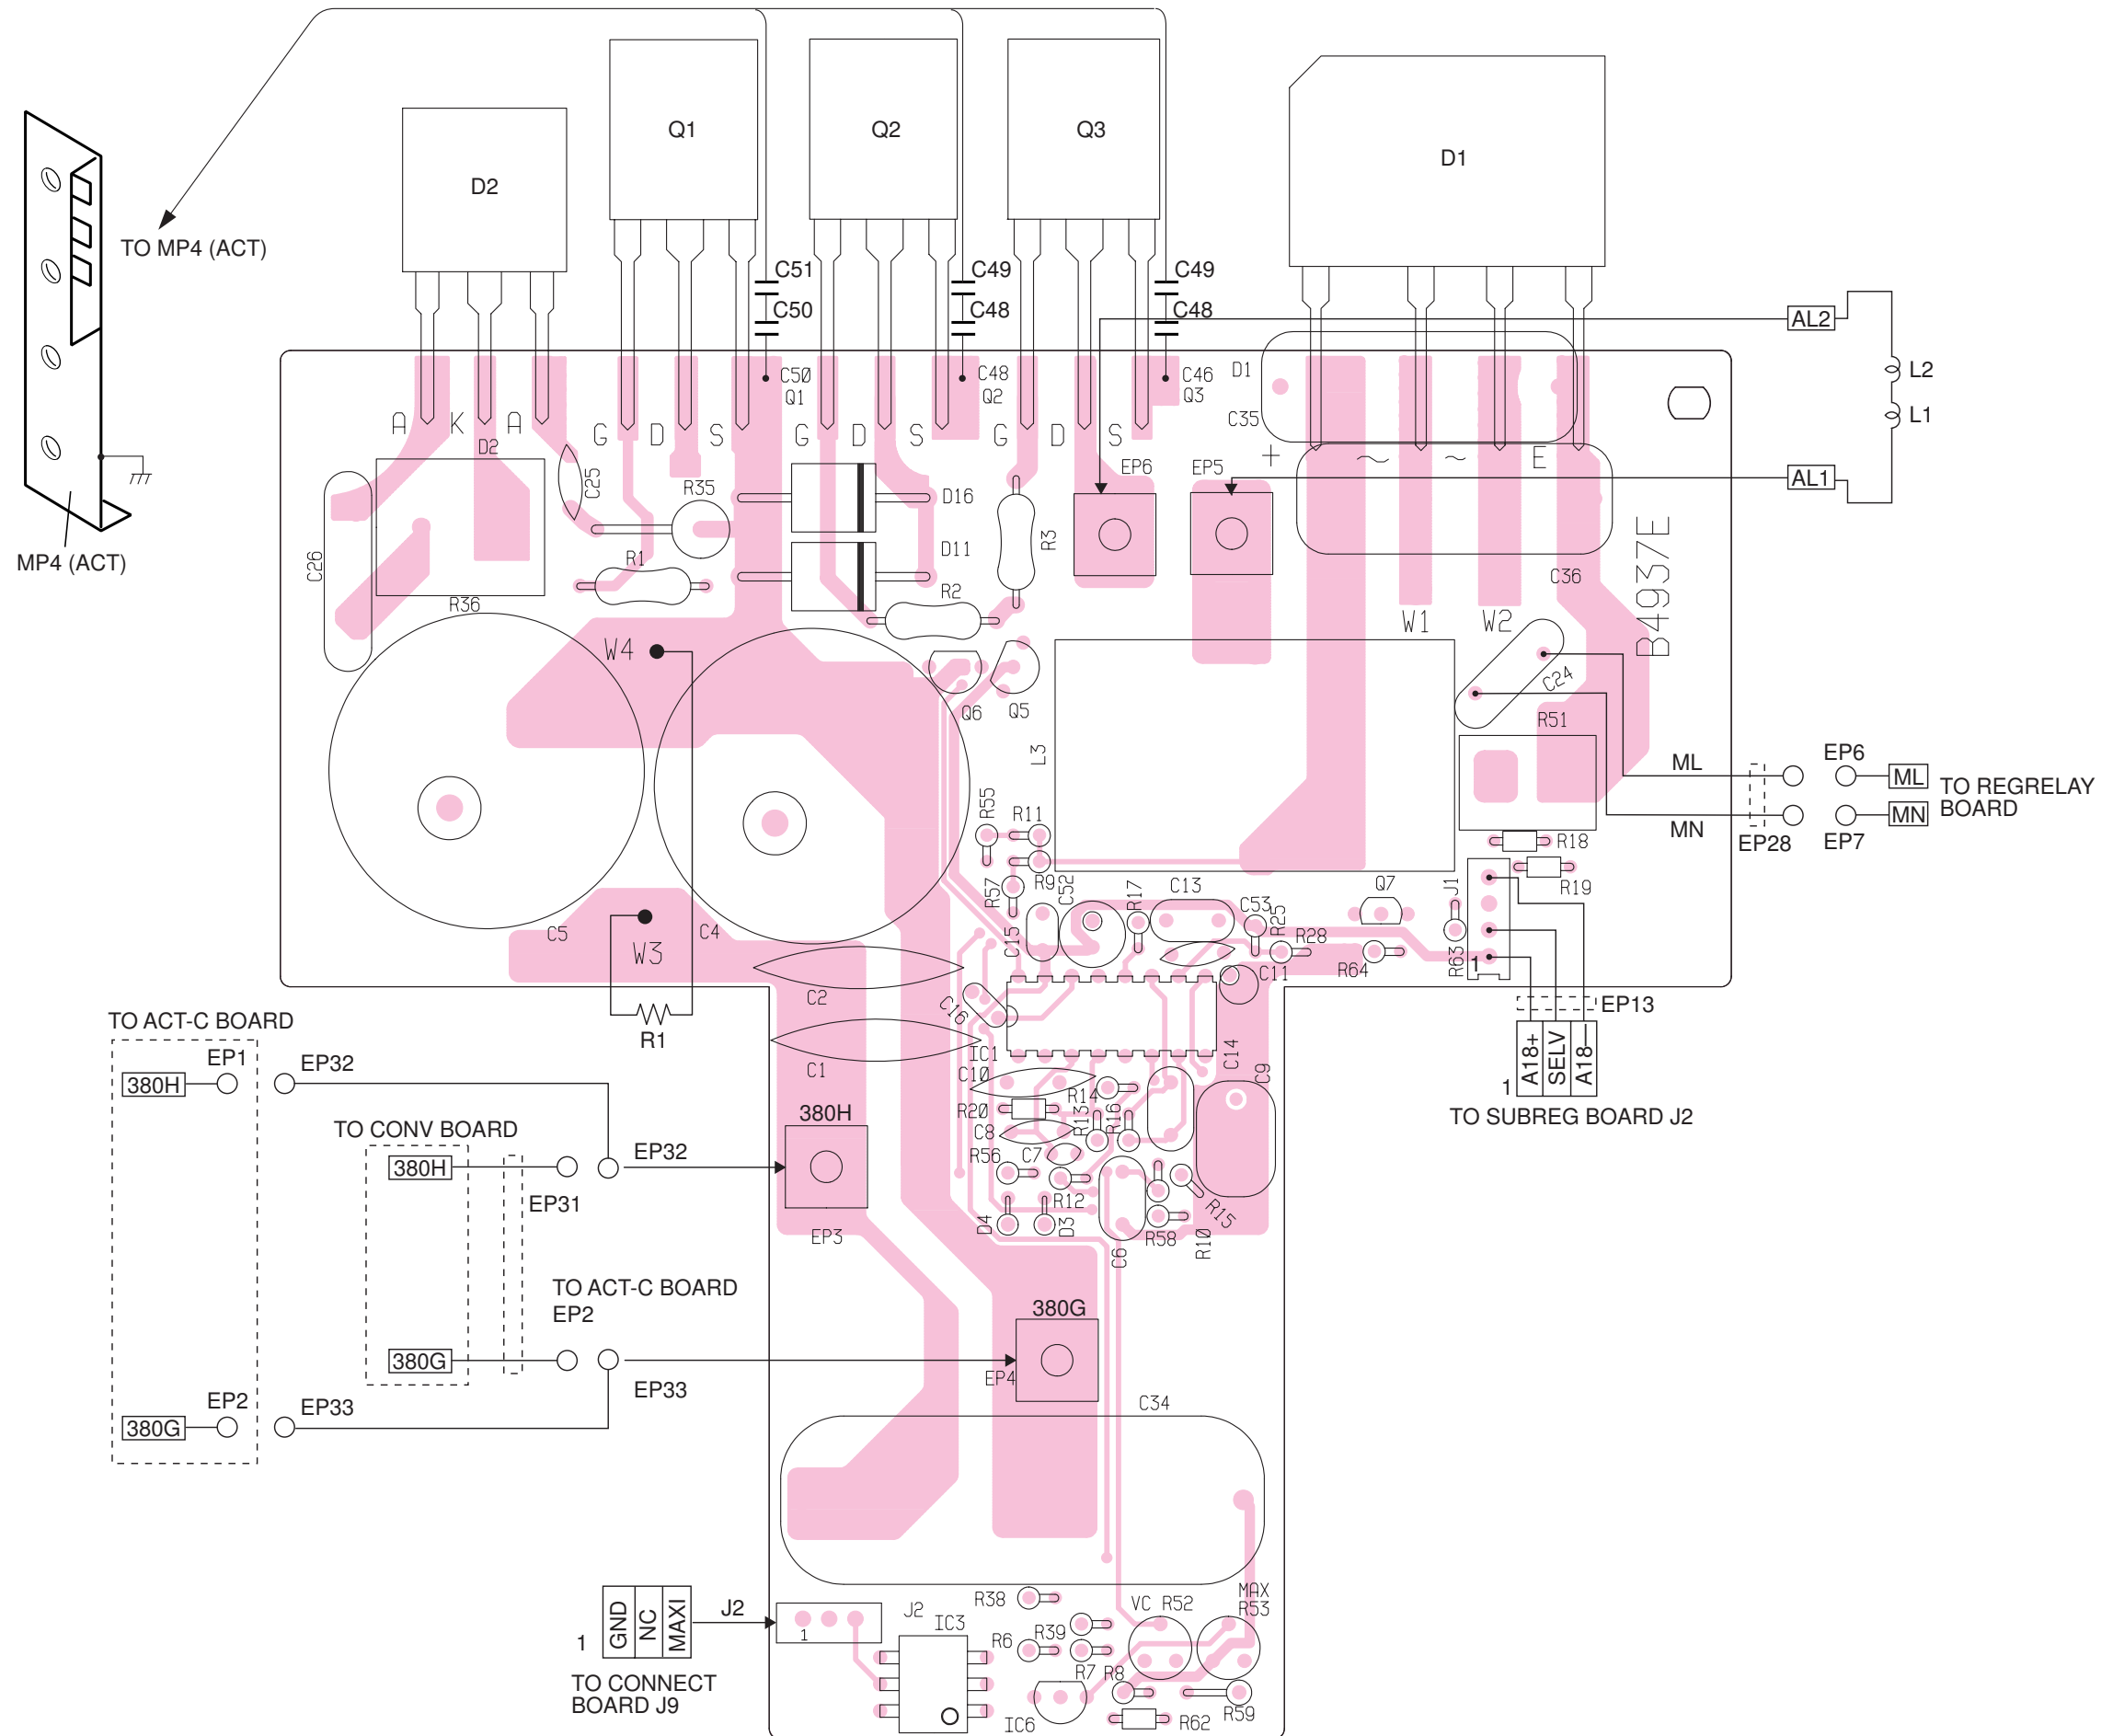 Q1
Q2
Q3
D1
D2
TO MP4 (ACT)
C51
C49
C49
C50
C48
C48
AL2
L2
L1
AL1
MP4 (ACT)
C50
Q1
C48
Q2
C46
Q3
D1
C35
A K A
G D S
G D S
G D S
+ ~ ~ E
D2
C25
R35
D16
D11
R3
EP6
EP5
C26
R1
R2
R36
C36
B4937E
W1
W2
W4
Q6
Q5
C24
R51
L3
ML
MN
EP28
EP6
ML
MN
EP7
TO REGRELAY
BOARD
R55
R11
R9
R57
C52
R17
C13
C53
R25
R28
Q7
J1
R18
R19
R63
R64
C15
C11
C5
C4
W3
C2
C16
1
R1
EP13
A18+
SELV
A18—
1
TO SUBREG BOARD J2
TO ACT-C BOARD
EP1
EP32
380H
C1
IC1
C10
C14
C9
R14
R20
R13
R16
C8
C7
R56
R12
380H
TO CONV BOARD
380H
EP32
EP31
EP3
D4
D3
C6
R58
R10
R15
TO ACT-C BOARD
EP2
380G
380G
EP4
EP33
EP2
EP33
380G
C34
GND
NC
MAXI
1
J2
1
J2
IC3
TO CONNECT
BOARD J9
R38
R39
R6
R7
R8
VC R52
MAX
R53
R59
R62
IC6